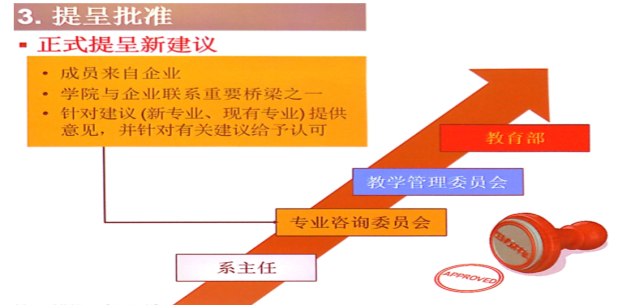 3. 提呈批准
▪ 正式提呈新建议
• 成员来自企业
• 学院与企业联系重要桥梁之一
• 针对建议(新专业、现有专业)提供
意见，并针对有关建议给予认可
教育部
教学管理委员会
专业咨询委员会
系主任
APPROVED